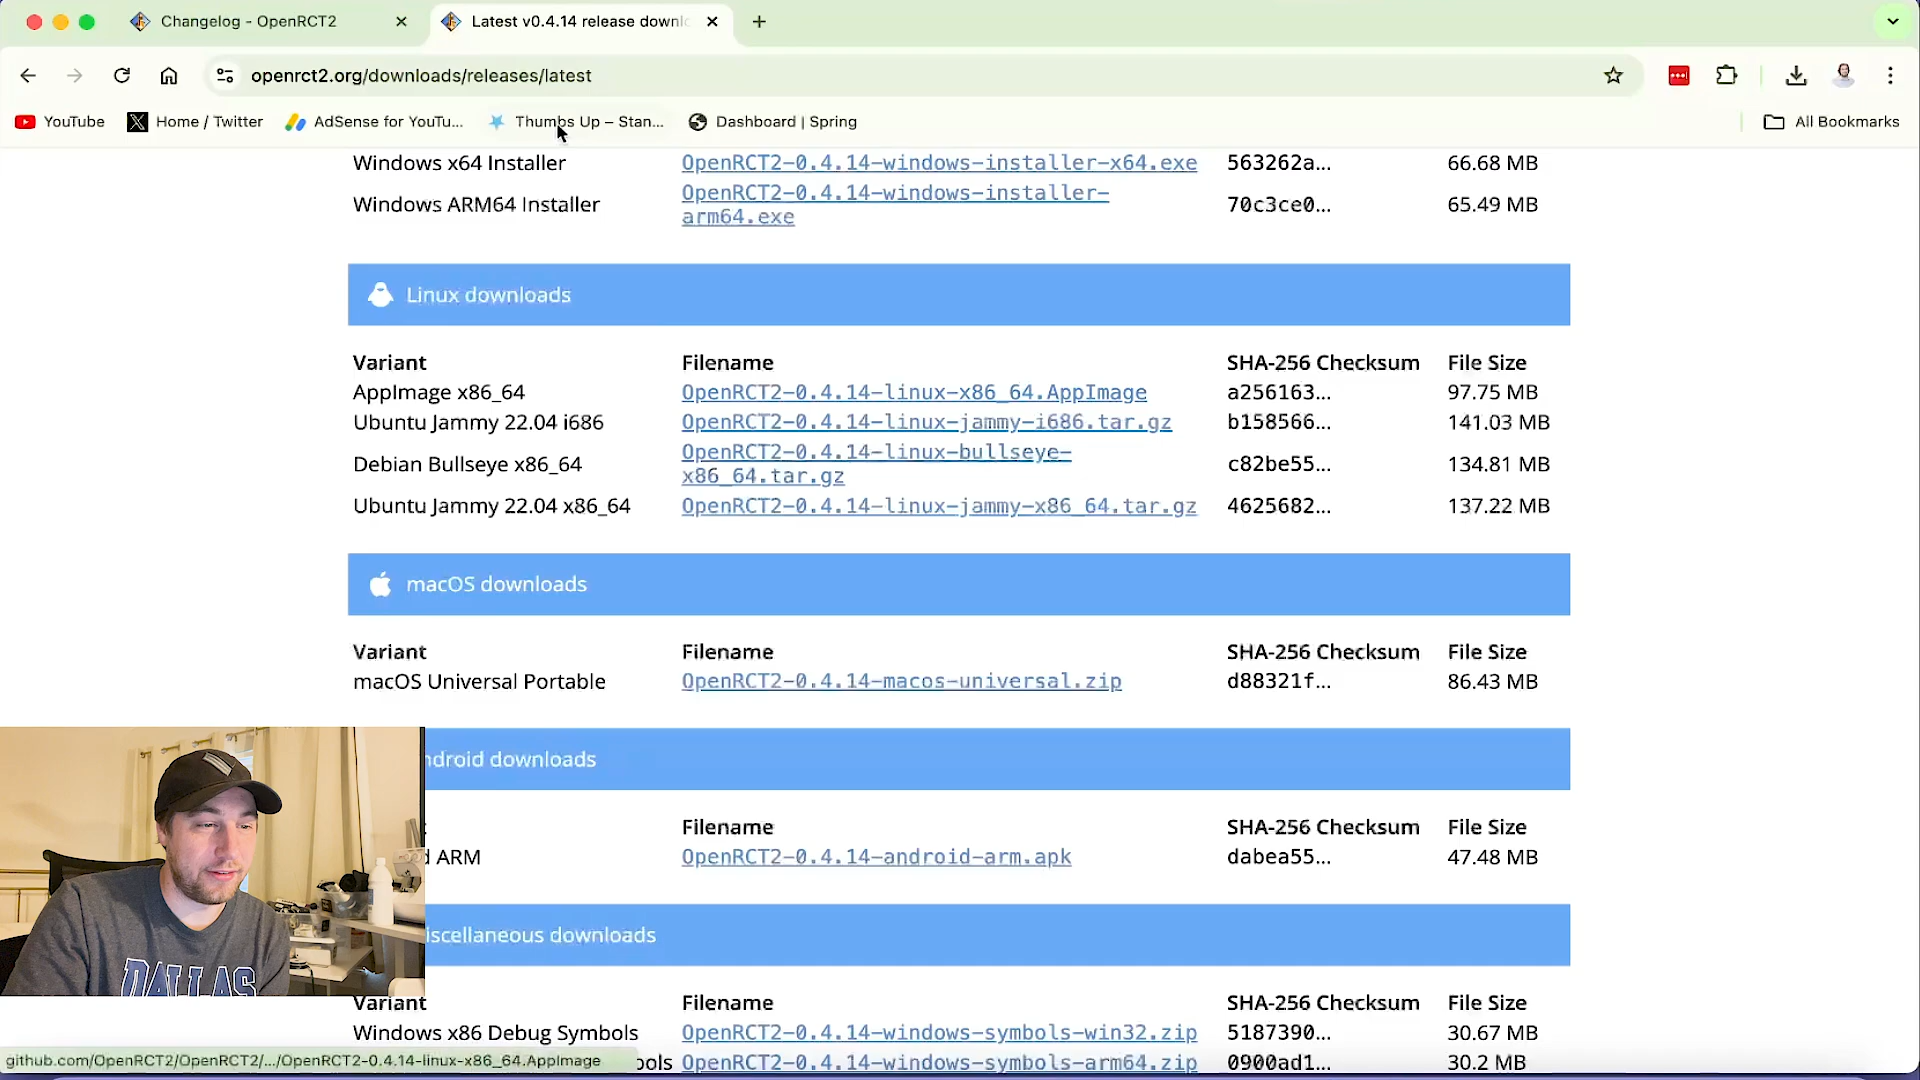 Changelog - OpenRCT2
Latest v0.4.14 release downl
openrct2.org/downloads/releases/latest
YouTube
Home / Twitter
AdSense for YouTu...
Thumbs Up – Stan...
Dashboard | Spring
All Bookmarks
Windows x64 Installer OpenRCT2-0.4.14-windows-installer-x64.exe 563262a... 66.68 MB
Windows ARM64 Installer OpenRCT2-0.4.14-windows-installer-
arm64.exe 70c3ce0... 65.49 MB
Linux downloads
Variant Filename SHA-256 Checksum File Size
AppImage x86_64 OpenRCT2-0.4.14-linux-x86_64.AppImage a256163... 97.75 MB
Ubuntu Jammy 22.04 i686 OpenRCT2-0.4.14-linux-jammy-i686.tar.gz b158566... 141.03 MB
Debian Bullseye x86_64 OpenRCT2-0.4.14-linux-bullseye-
x86_64.tar.gz c82be55... 134.81 MB
Ubuntu Jammy 22.04 x86_64 OpenRCT2-0.4.14-linux-jammy-x86_64.tar.gz 4625682... 137.22 MB
macOS downloads
Variant Filename SHA-256 Checksum File Size
macOS Universal Portable OpenRCT2-0.4.14-macos-universal.zip d88321f... 86.43 MB
ndroid downloads
Filename SHA-256 Checksum File Size
d ARM OpenRCT2-0.4.14-android-arm.apk dabea55... 47.48 MB
iscellaneous downloads
Variant Filename SHA-256 Checksum File Size
Windows x86 Debug Symbols OpenRCT2-0.4.14-windows-symbols-win32.zip 5187390... 30.67 MB
ools OpenRCT2-0.4.14-windows-symbols-arm64.zip 0900ad1... 30.2 MB
github.com/OpenRCT2/OpenRCT2/.../OpenRCT2-0.4.14-linux-x86_64.AppImage
DALLAS